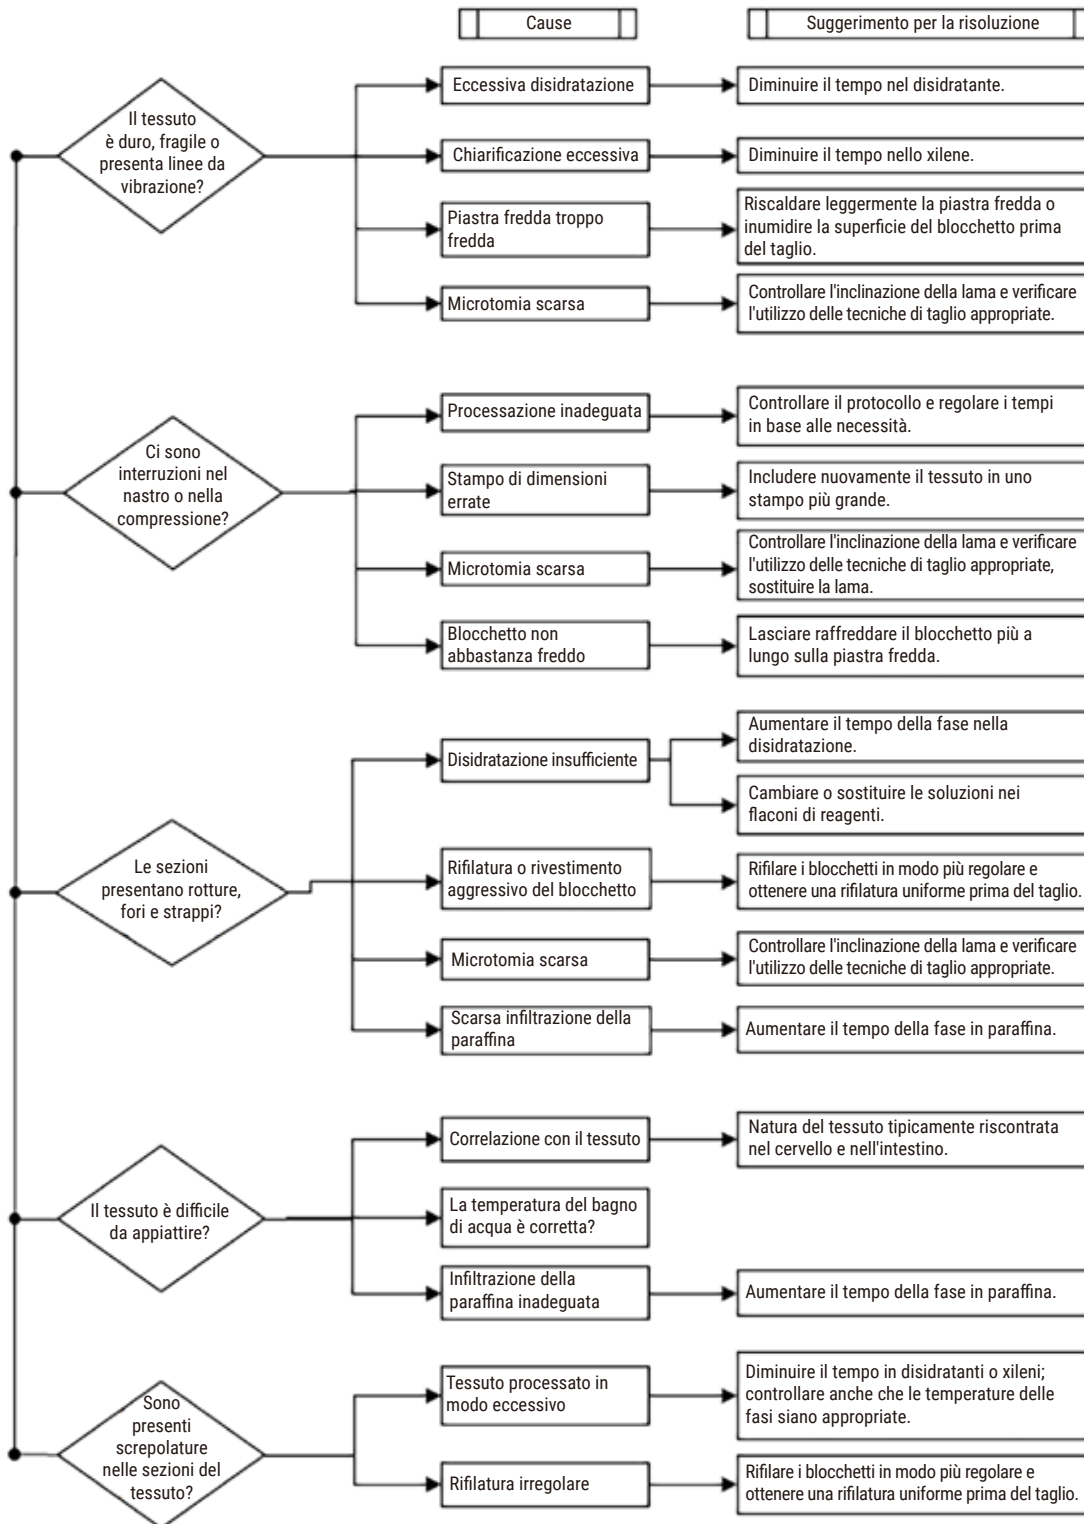 Cause
Suggerimento per la risoluzione
Il tessuto
è duro, fragile o
presenta linee da
vibrazione?
Eccessiva disidratazione
Diminuire il tempo nel disidratante.
Chiarificazione eccessiva
Diminuire il tempo nello xilene.
Piastra fredda troppo
fredda
Riscaldare leggermente la piastra fredda o
inumidire la superficie del blocchetto prima
del taglio.
Microtomia scarsa
Controllare l'inclinazione della lama e verificare
l'utilizzo delle tecniche di taglio appropriate.
Ci sono
interruzioni nel
nastro o nella
compressione?
Processazione inadeguata
Controllare il protocollo e regolare i tempi
in base alle necessità.
Stampo di dimensioni
errate
Includere nuovamente il tessuto in uno
stampo più grande.
Microtomia scarsa
Controllare l'inclinazione della lama e verificare
l'utilizzo delle tecniche di taglio appropriate,
sostituire la lama.
Blocchetto non
abbastanza freddo
Lasciare raffreddare il blocchetto più a
lungo sulla piastra fredda.
Le sezioni
presentano rotture,
fori e strappi?
Disidratazione insufficiente
Aumentare il tempo della fase nella
disidratazione.
Cambiare o sostituire le soluzioni nei
flaconi di reagenti.
Rifilatura o rivestimento
aggressivo del blocchetto
Rifilare i blocchetti in modo più regolare e
ottenere una rifilatura uniforme prima del taglio.
Microtomia scarsa
Controllare l'inclinazione della lama e verificare
l'utilizzo delle tecniche di taglio appropriate.
Scarsa infiltrazione della
paraffina
Aumentare il tempo della fase in paraffina.
Il tessuto è difficile
da appiattire?
Correlazione con il tessuto
Natura del tessuto tipicamente riscontrata
nel cervello e nell'intestino.
La temperatura del bagno
di acqua è corretta?
Infiltrazione della
paraffina inadeguata
Aumentare il tempo della fase in paraffina.
Sono
presenti
screpolature
nelle sezioni del
tessuto?
Tessuto processato in
modo eccessivo
Diminuire il tempo in disidratanti o xileni;
controllare anche che le temperature delle
fasi siano appropriate.
Rifilatura irregolare
Rifilare i blocchetti in modo più regolare e
ottenere una rifilatura uniforme prima del taglio.